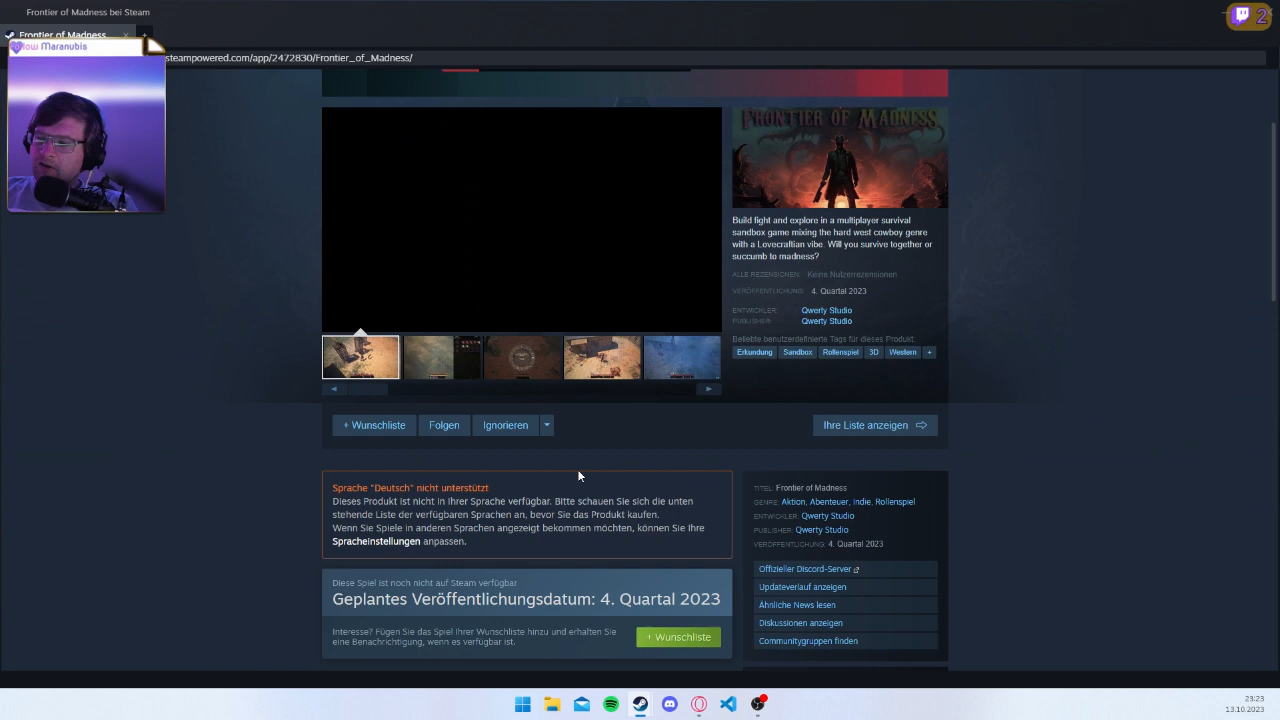 Frontier of Madness bei Steam
2
Frontier of Madness
Maranubis
steampowered.com/app/2472830/Frontier_of_Madness/
FRONTIER OF MADNESS
Build fight and explore in a multiplayer survival
sandbox game mixing the hard west cowboy genre
with a Lovecraftian vibe. Will you survive together or
succumb to madness?
ALLE REZENSIONEN: Keine Nutzerrezensionen
VERÖFFENTLICHUNG: 4. Quartal 2023
ENTWICKLER: Qwerty Studio
PUBLISHER: Qwerty Studio
Beliebte benutzerdefinierte Tags für dieses Produkt:
Erkundung Sandbox Rollenspiel 3D Western +
+ Wunschliste Folgen Ignorieren Ihre Liste anzeigen
Sprache "Deutsch" nicht unterstützt
Dieses Produkt ist nicht in Ihrer Sprache verfügbar. Bitte schauen Sie sich die unten
stehende Liste der verfügbaren Sprachen an, bevor Sie das Produkt kaufen.
Wenn Sie Spiele in anderen Sprachen angezeigt bekommen möchten, können Sie Ihre
Spracheinstellungen anpassen.
TITEL: Frontier of Madness
GENRE: Aktion, Abenteuer, Indie, Rollenspiel
ENTWICKLER: Qwerty Studio
PUBLISHER: Qwerty Studio
VERÖFFENTLICHUNG: 4. Quartal 2023
Offizieller Discord-Server
Updateverlauf anzeigen
Ähnliche News lesen
Diskussionen anzeigen
Communitygruppen finden
Diese Spiel ist noch nicht auf Steam verfügbar
Geplantes Veröffentlichungsdatum: 4. Quartal 2023
Interesse? Fügen Sie das Spiel Ihrer Wunschliste hinzu und erhalten Sie
eine Benachrichtigung, wenn es verfügbar ist.
+ Wunschliste
23:23
13.10.2023